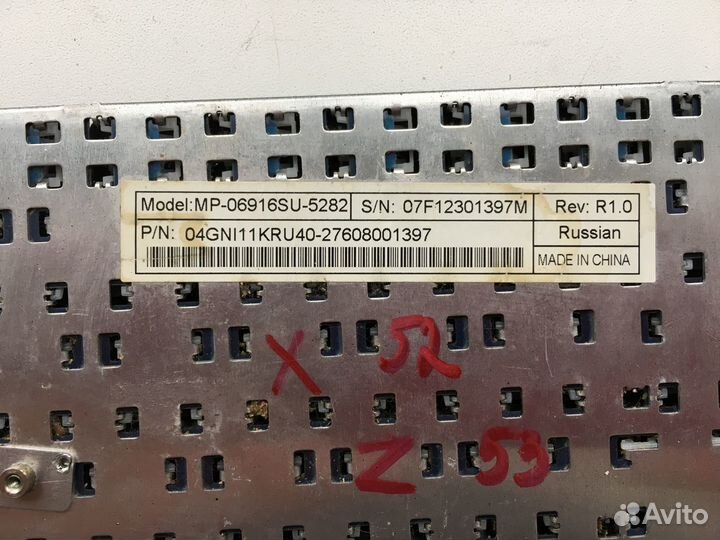 Model:MP-06916SU-5282 S/N: 07F12301397M Rev: R1.0
P/N: 04GNI11KRU40-27608001397 Russian
MADE IN CHINA
X 52
Z 53
Avito